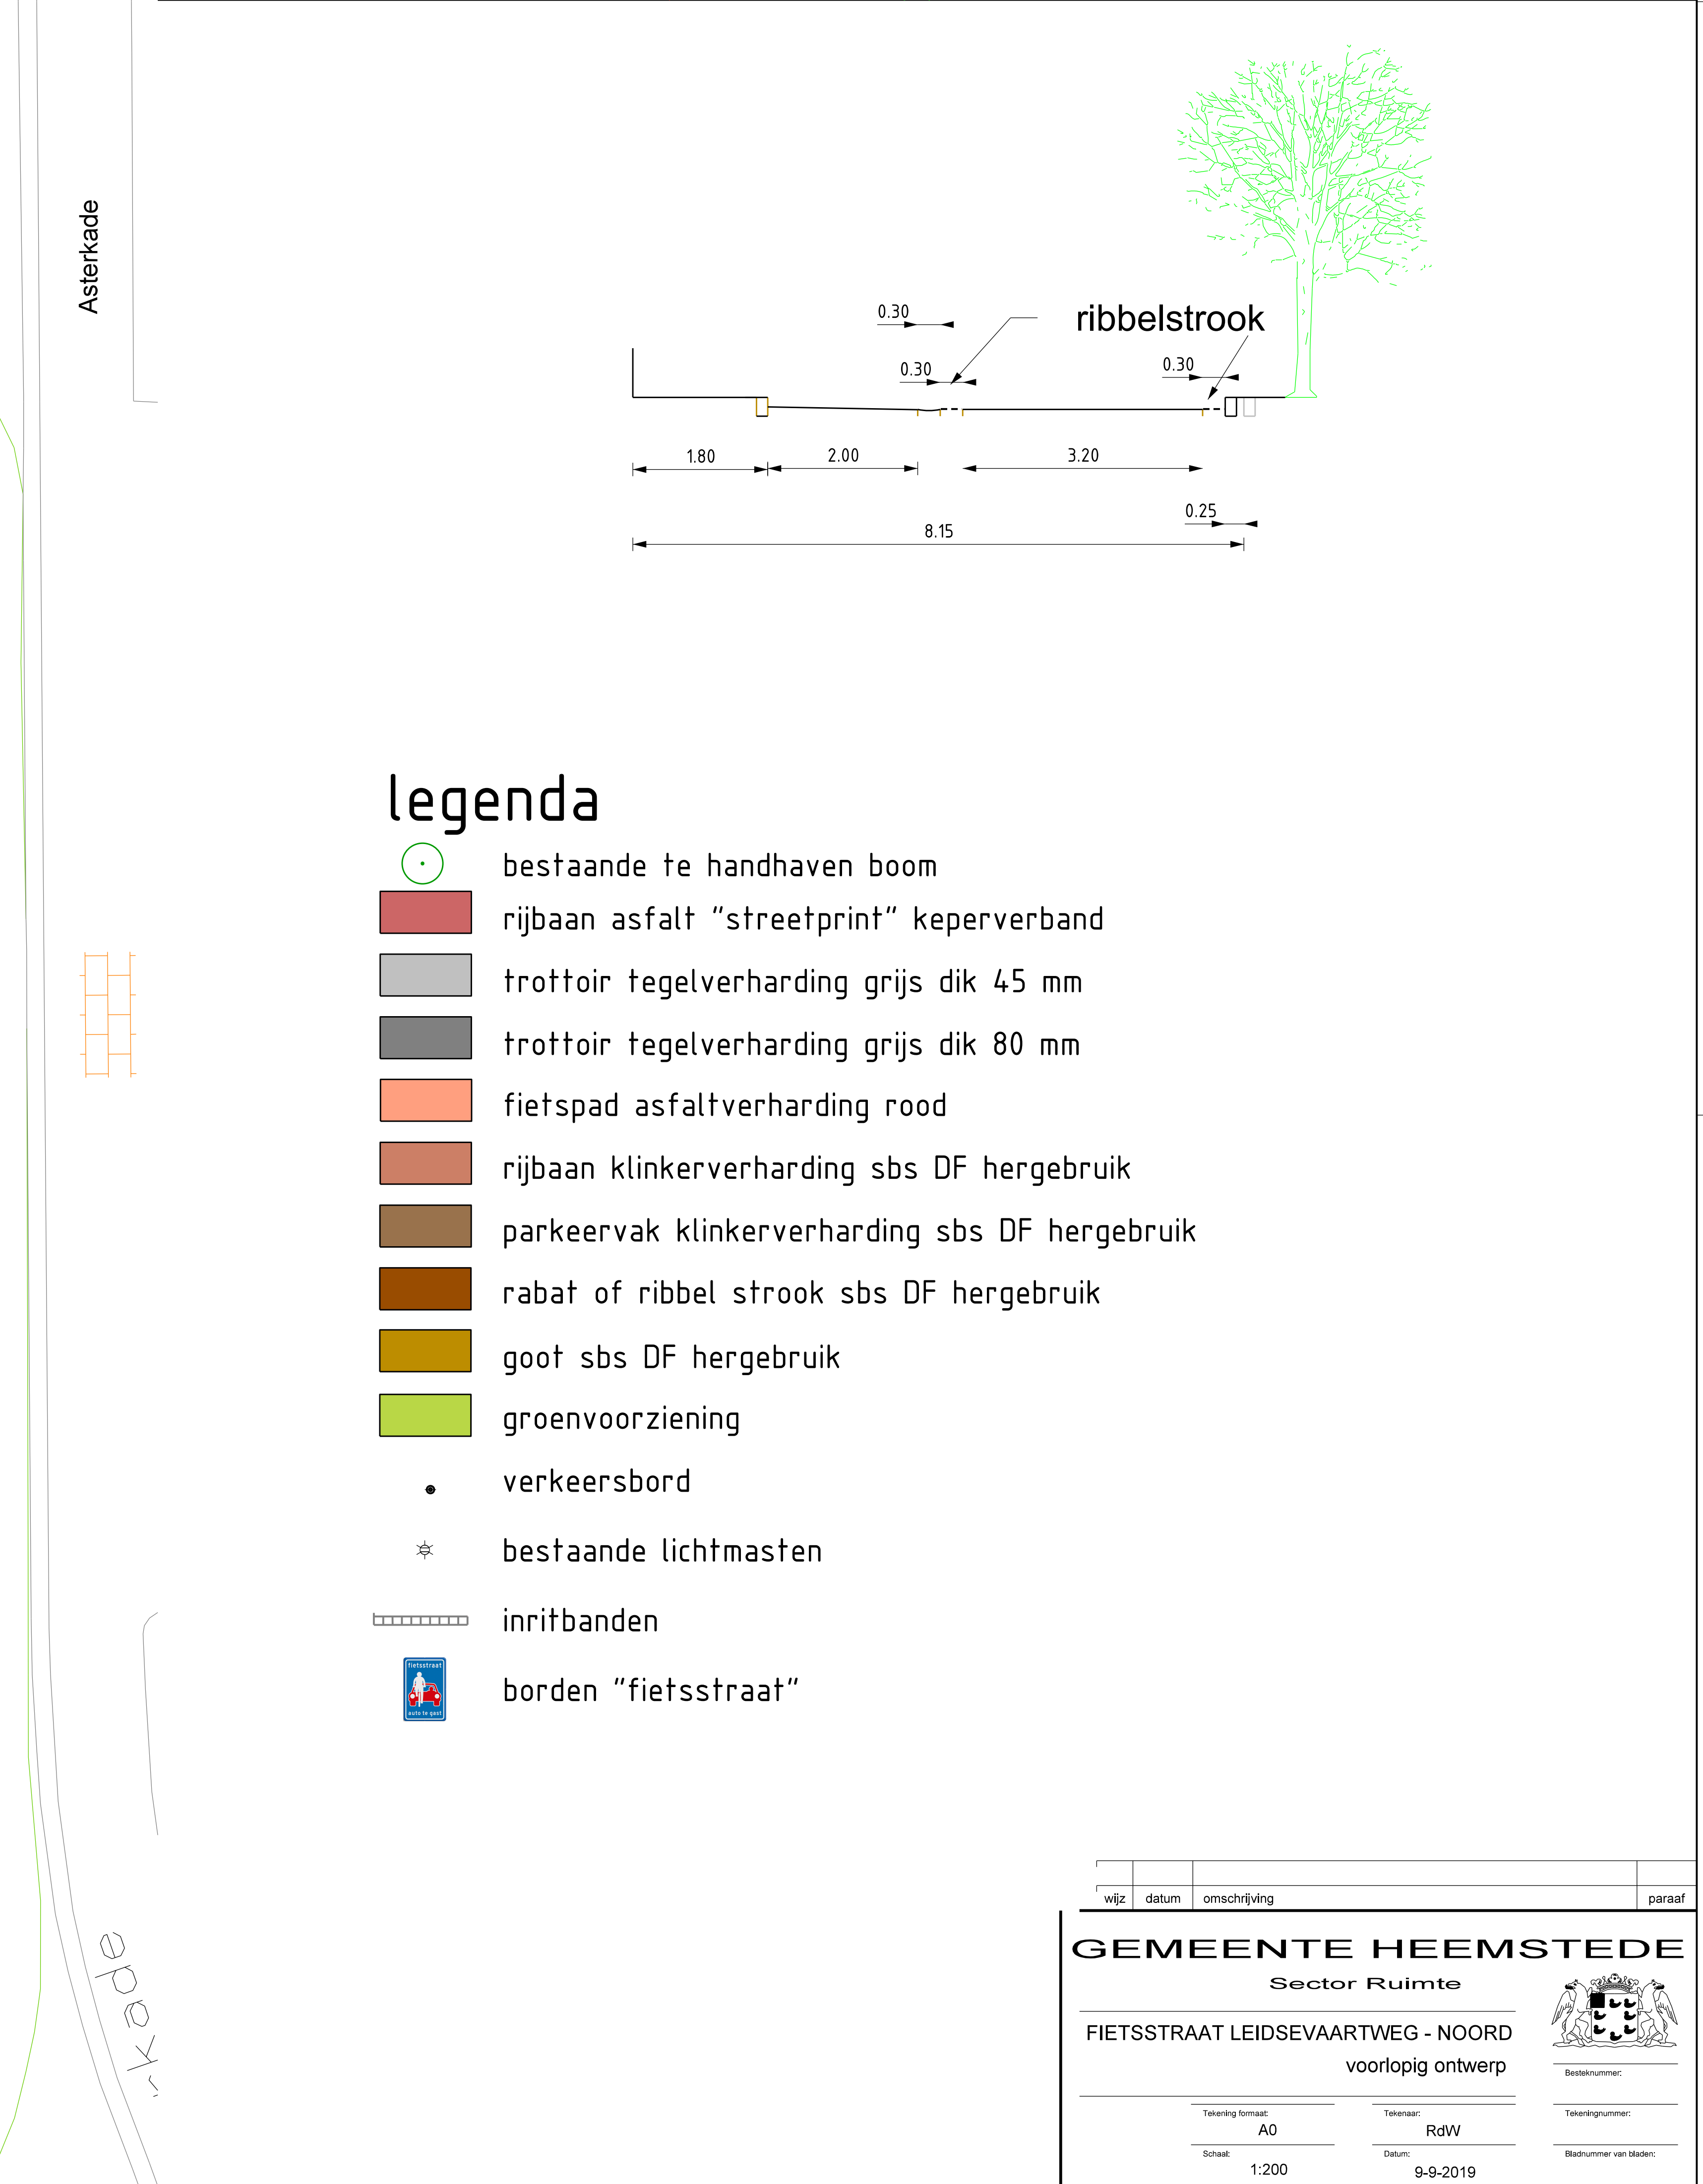 Asterkade
0.30
ribbelstrook
0.30
0.30
1.80
2.00
3.20
0.25
8.15
legenda
bestaande te handhaven boom
rijbaan asfalt "streetprint" keperverband
trottoir tegelverharding grijs dik 45 mm
trottoir tegelverharding grijs dik 80 mm
fietspad asfaltverharding rood
rijbaan klinkerverharding sbs DF hergebruik
parkeervak klinkerverharding sbs DF hergebruik
rabat of ribbel strook sbs DF hergebruik
goot sbs DF hergebruik
groenvoorziening
verkeersbord
bestaande lichtmasten
inritbanden
fietsstraat
auto te gast
borden "fietsstraat"
rkade
wijz datum omschrijving paraaf
GEMEENTE HEEMSTEDE
Sector Ruimte
FIETSSTRAAT LEIDSEVAARTWEG - NOORD
voorlopig ontwerp
Besteknummer:
Tekening formaat: Tekenaar: Tekeningnummer:
A0 RdW
Schaal: Datum: Bladnummer van bladen:
1:200 9-9-2019